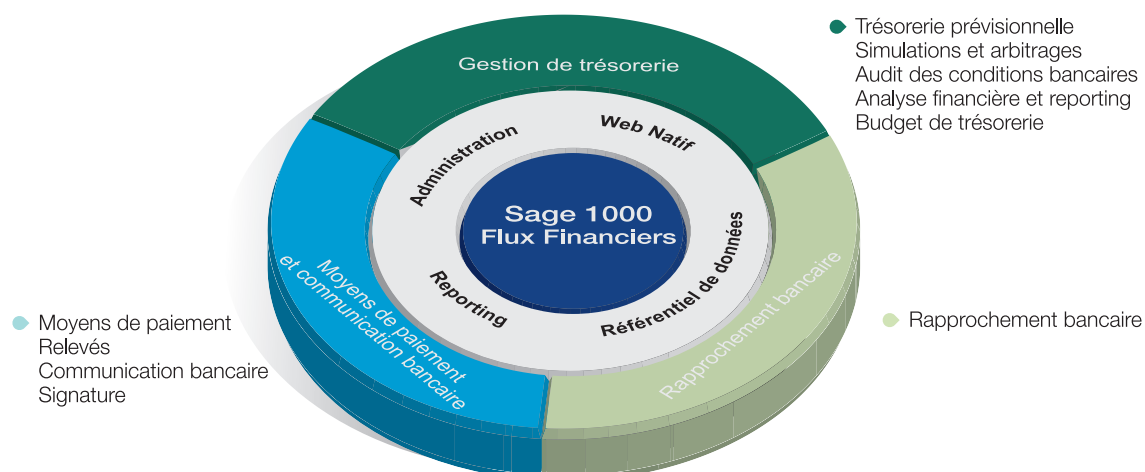 Gestion de trésorerie
Trésorerie prévisionnelle
Simulations et arbitrages
Audit des conditions bancaires
Analyse financière et reporting
Budget de trésorerie
Administration
Web Natif
Sage 1000
Flux Financiers
Reporting
Référentiel de données
Moyens de paiement
et communication bancaire
Rapprochement bancaire
Moyens de paiement
Relevés
Communication bancaire
Signature
Rapprochement bancaire